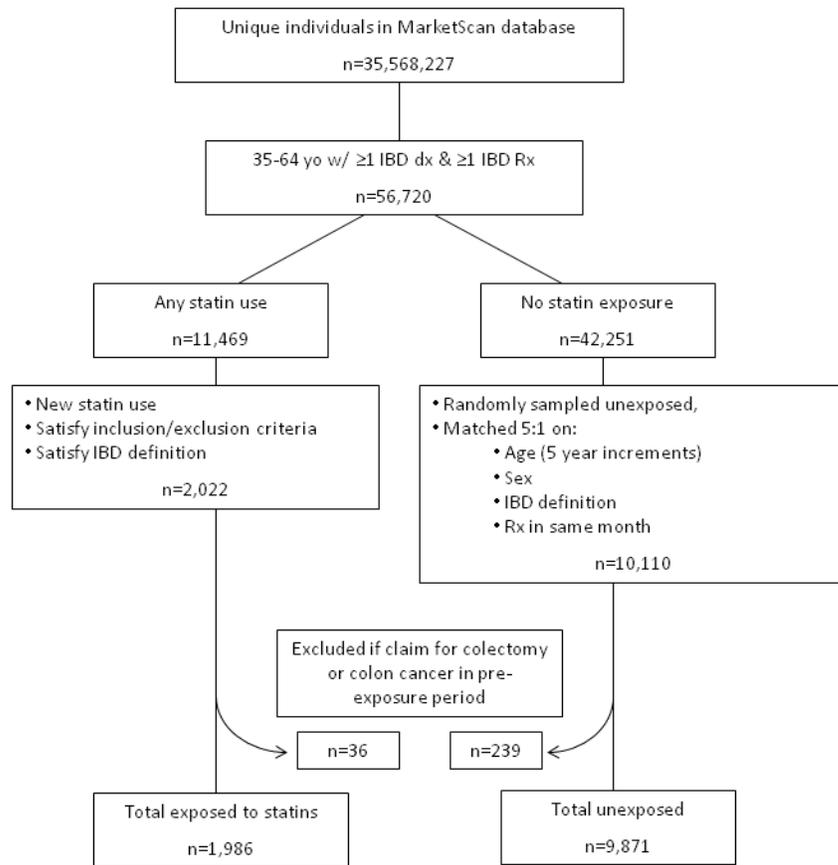 Unique individuals in MarketScan database
n=35,568,227
35-64 yo w/ ≥1 IBD dx & ≥1 IBD Rx
n=56,720
Any statin use
n=11,469
No statin exposure
n=42,251
• New statin use
• Satisfy inclusion/exclusion criteria
• Satisfy IBD definition
n=2,022
• Randomly sampled unexposed,
• Matched 5:1 on:
• Age (5 year increments)
• Sex
• IBD definition
• Rx in same month
n=10,110
Excluded if claim for colectomy
or colon cancer in pre-
exposure period
n=36
n=239
Total exposed to statins
n=1,986
Total unexposed
n=9,871